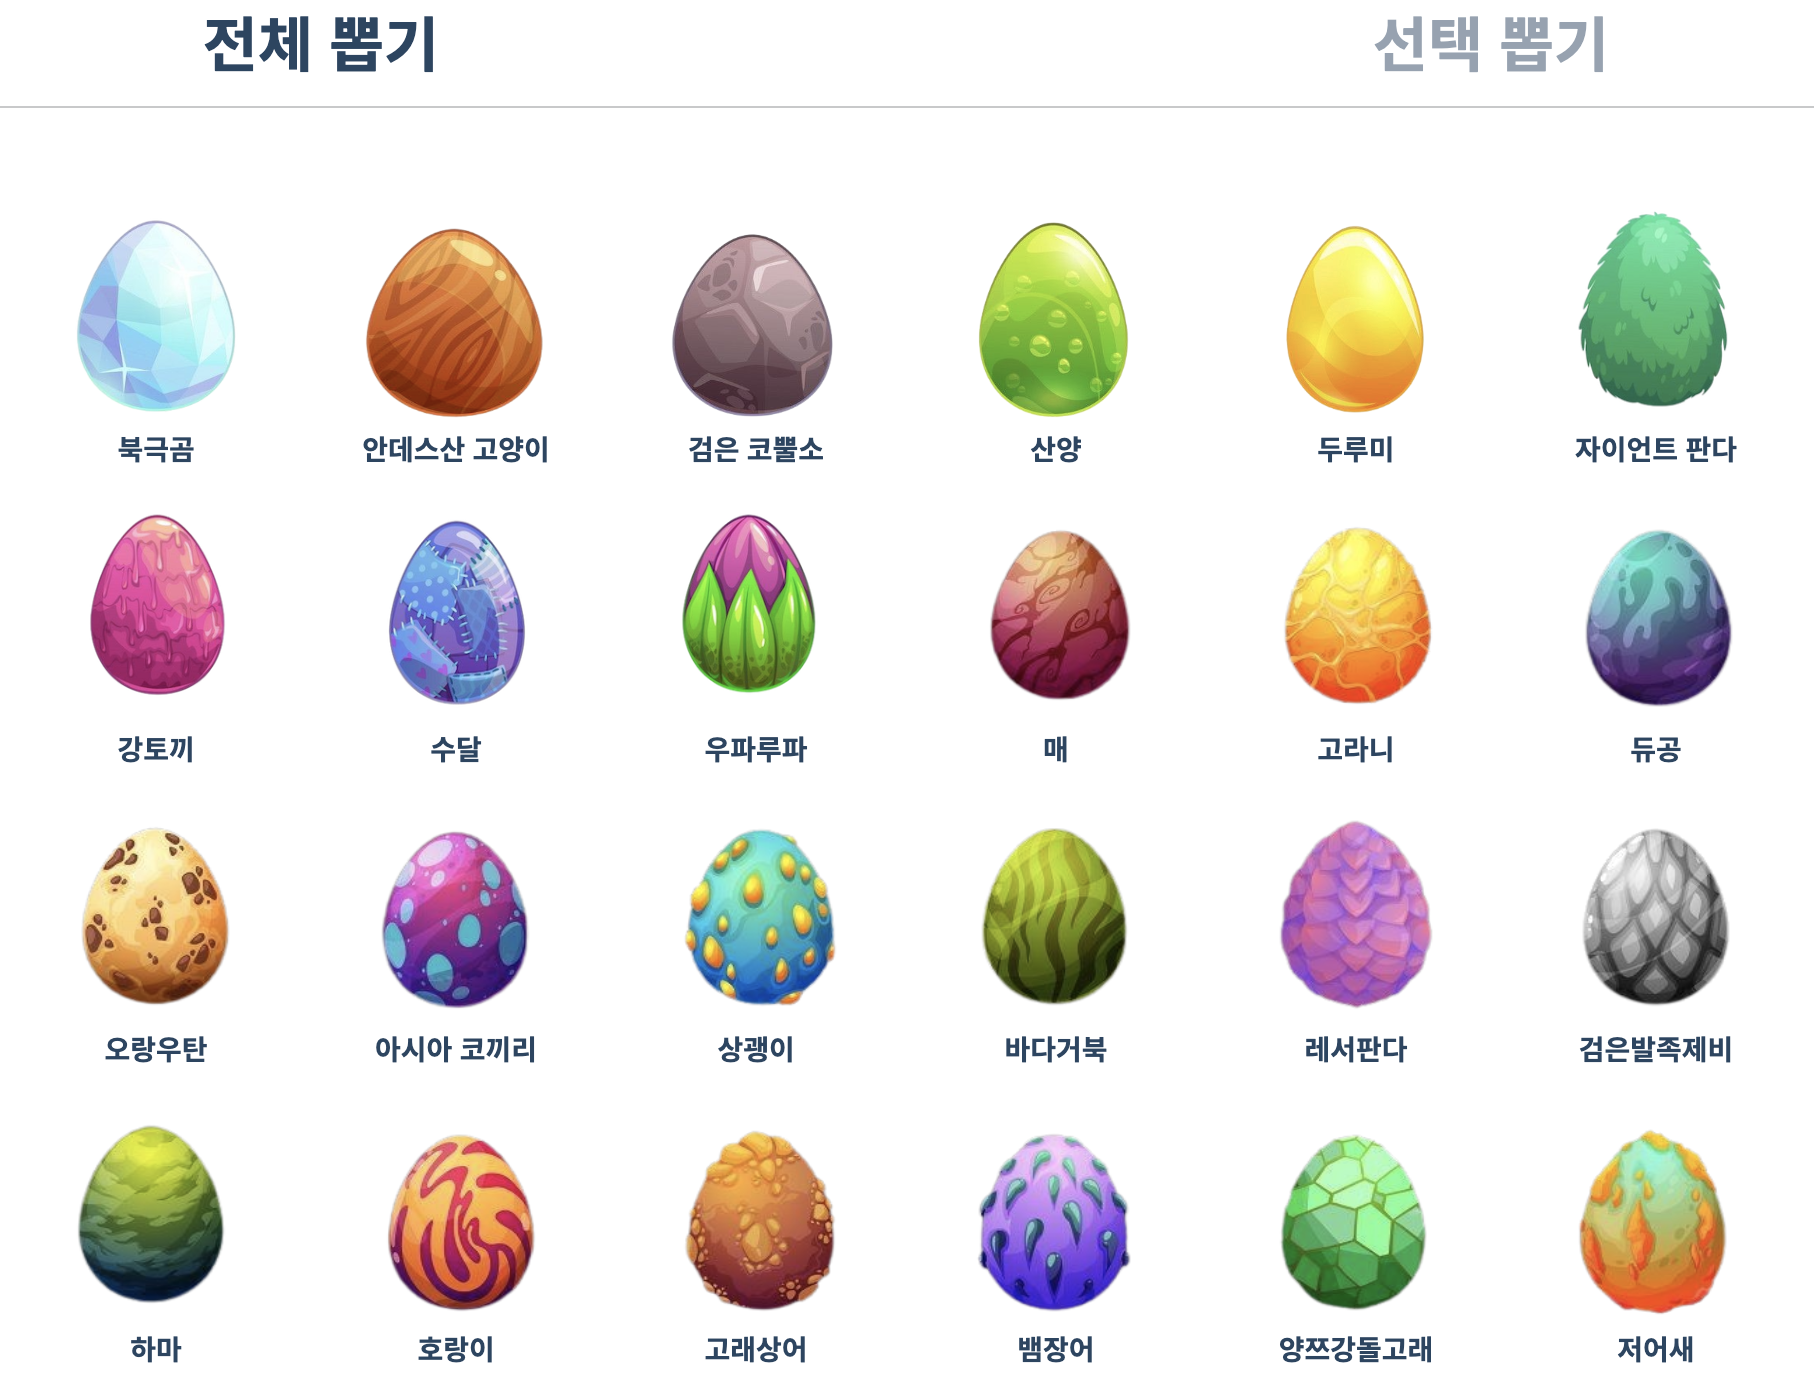 전체 뽑기
선택 뽑기
북극곰
안데스산 고양이
검은 코뿔소
산양
두루미
자이언트 판다
강토끼
수달
우파루파
매
고라니
듀공
오랑우탄
아시아 코끼리
상괭이
바다거북
레서판다
검은발족제비
하마
호랑이
고래상어
뱀장어
양쯔강돌고래
저어새